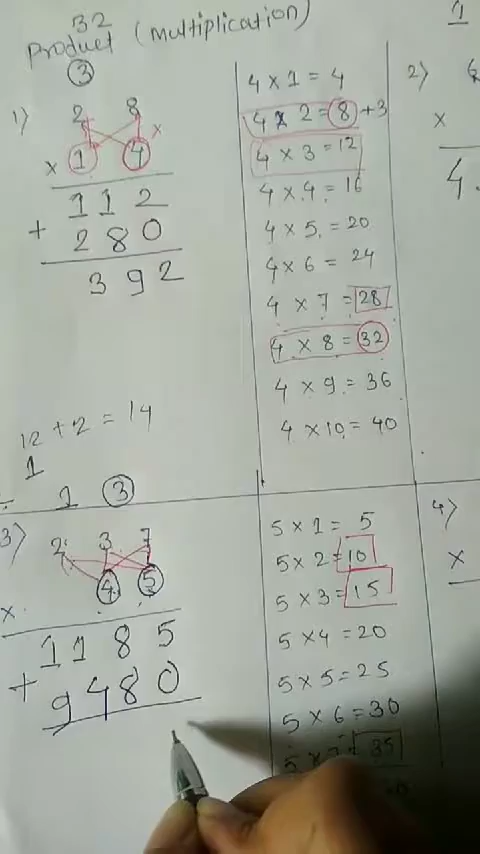 32
Product (multiplication)
3
1)
2 8
x 1 4
1 1 2
+ 2 8 0
3 9 2
4 x 1 = 4
4 x 2 = 8 +3
4 x 3 = 12
4 x 4 = 16
4 x 5 = 20
4 x 6 = 24
4 x 7 = 28
4 x 8 = 32
4 x 9 = 36
4 x 10 = 40
1
2)
x
4
12 + 2 = 14
1
1 3
3)
2 3 7
x 4 5
1 1 8 5
+ 9 4 8 0
5 x 1 = 5
5 x 2 = 10
5 x 3 = 15
5 x 4 = 20
5 x 5 = 25
5 x 6 = 30
5 x 7 = 35
4)
x